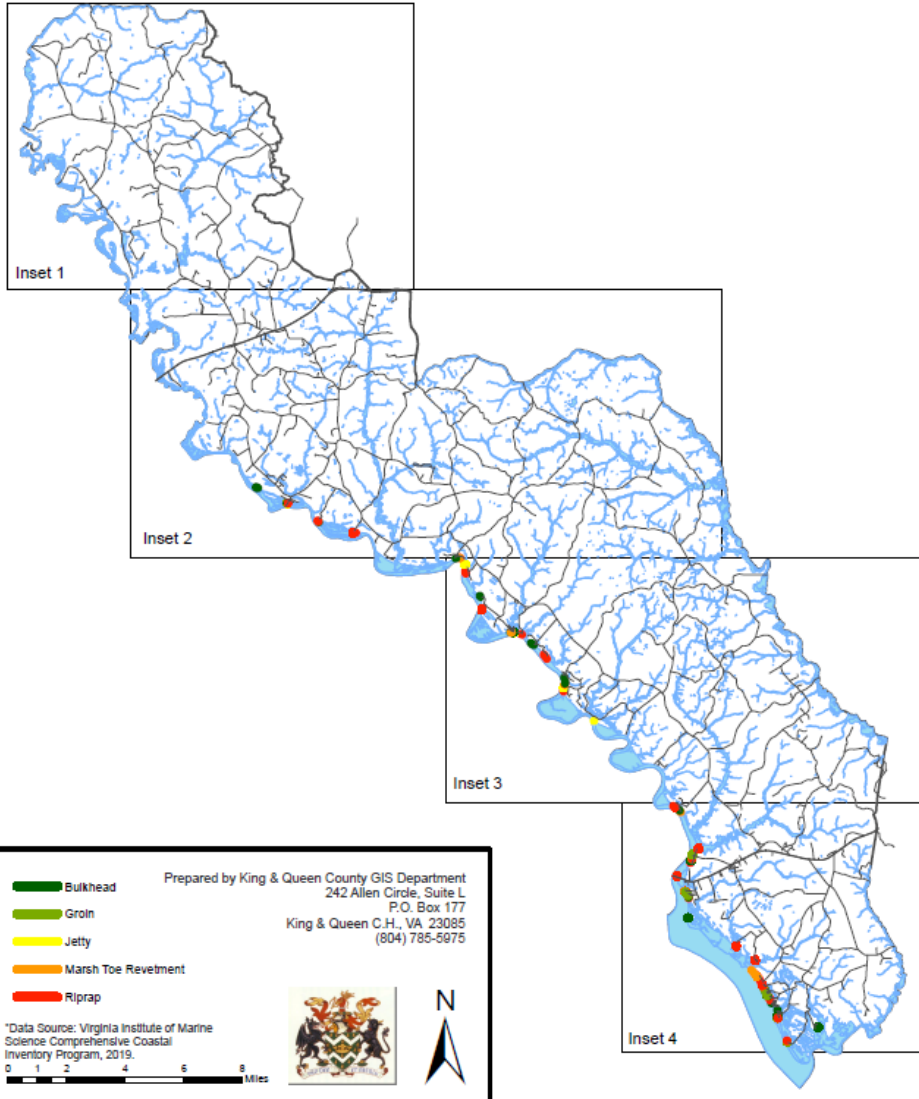 Inset 1
Inset 2
Inset 3
Inset 4
Bulkhead
Groin
Jetty
Marsh Toe Revetment
Riprap
Prepared by King & Queen County GIS Department
242 Allen Circle, Suite L
P.O. Box 177
King & Queen C.H., VA 23085
(804) 785-5975
*Data Source: Virginia Institute of Marine
Science Comprehensive Coastal
Inventory Program, 2019.
0 1 2 4 6 8
Miles
N